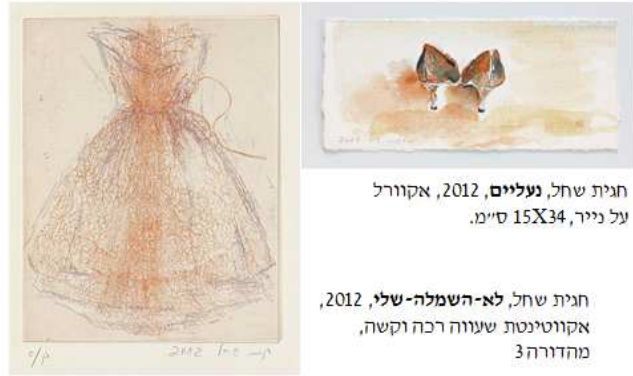 חגית שחל, נעליים, 2012, אקוורל
על נייר, 15X34 ס״מ.
חגית שחל, לא-השמלה-שלי, 2012,
אקווטינטת שעווה רכה וקשה,
מהדורה 3
2012